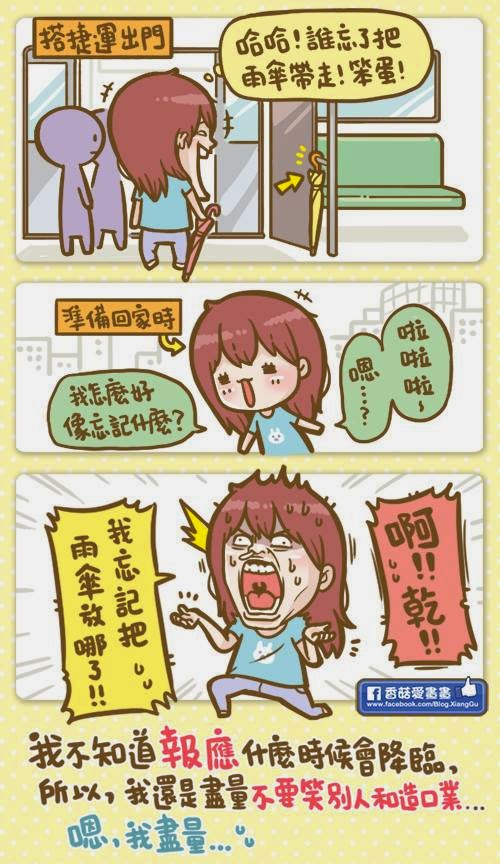 搭捷運出門
哈哈!誰忘了把
雨傘帶走!笨蛋!
準備回家時
啦啦啦~
嗯…?
我怎麼好
像忘記什麼?
啊!!乾!!
我忘記把
雨傘放哪了!!
香菇愛書書
www.facebook.com/Blog.XiangGu
我不知道報應什麼時候會降臨,
所以,我還是盡量不要笑別人和造口業...
嗯,我盡量...